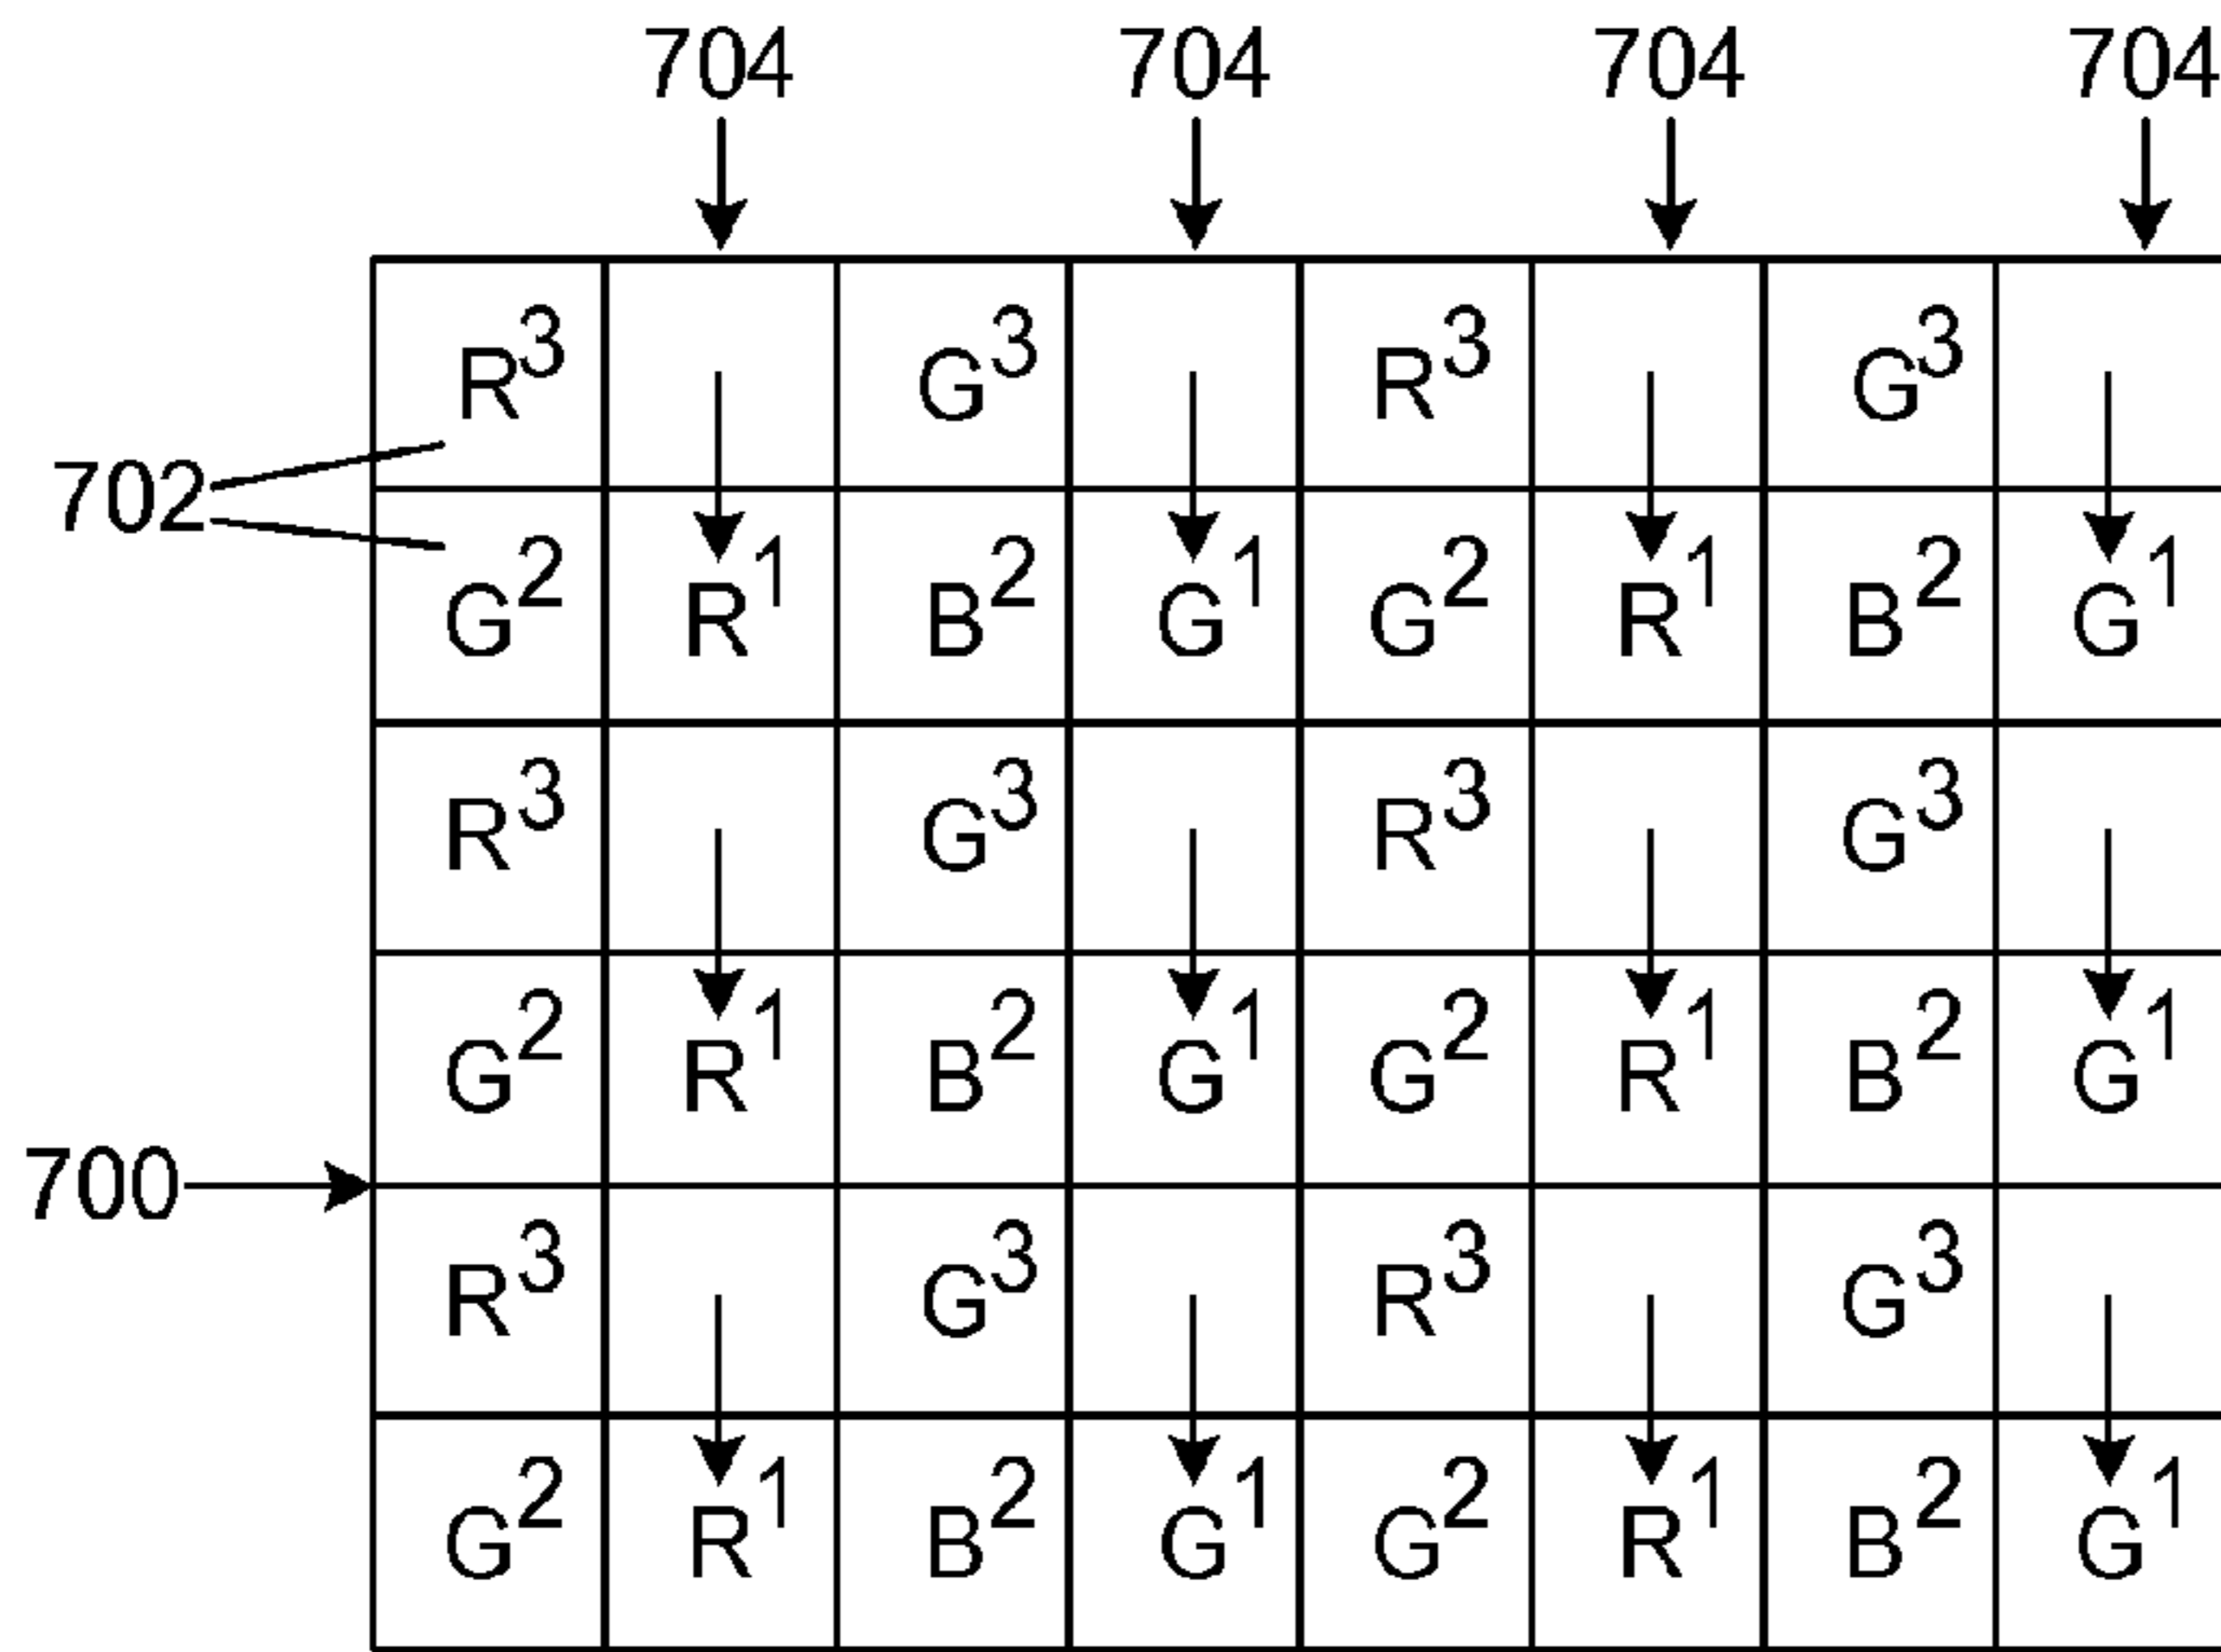 704 704 704 704
R³ G³ R³ G³
702
G² R¹ B² G¹ G² R¹ B² G¹
R³ G³ R³ G³
G² R¹ B² G¹ G² R¹ B² G¹
700
R³ G³ R³ G³
G² R¹ B² G¹ G² R¹ B² G¹